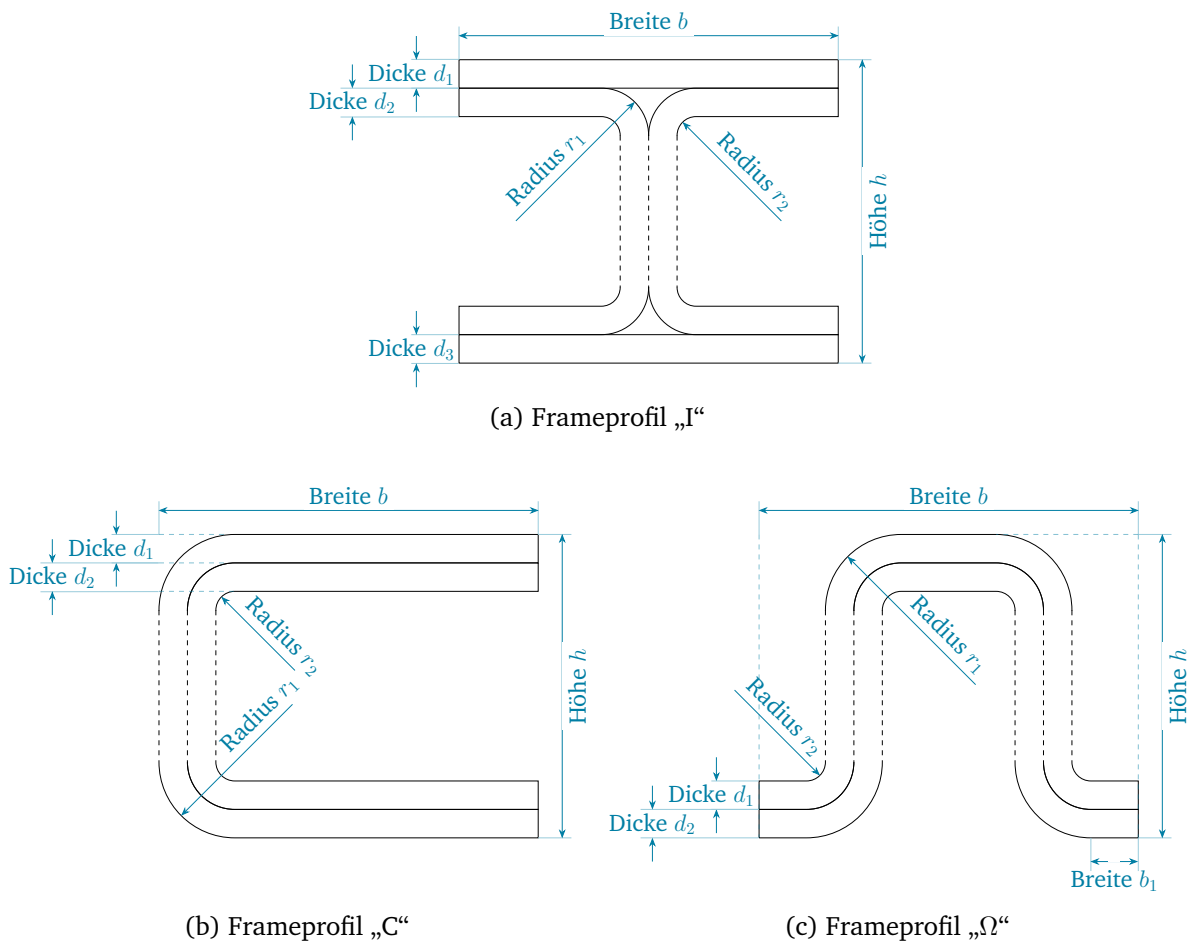 Breite b
Dicke d₁
Dicke d₂
Radius r₁
Radius r₂
Höhe h
Dicke d₃
(a) Frameprofil „I“
Breite b
Dicke d₁
Dicke d₂
Radius r₂
Radius r₁
Höhe h
(b) Frameprofil „C“
Breite b
Radius r₁
Radius r₂
Höhe h
Dicke d₁
Dicke d₂
Breite b₁
(c) Frameprofil „Ω“